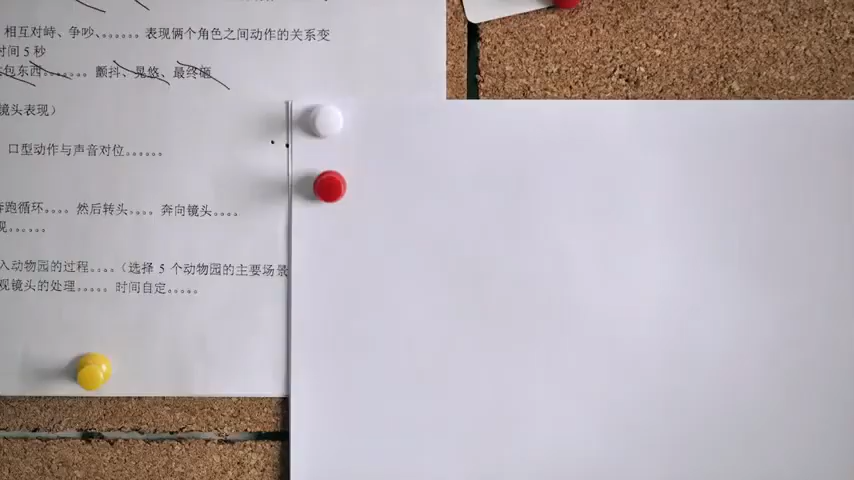 相互对峙、争吵、。。。。。。表现俩个角色之间动作的关系变
时间 5 秒
包东西。。。。。。。颤抖、晃悠、最终砸
镜头表现）
口型动作与声音对位。。。。。。
奔跑循环。。。。然后转头。。。。奔向镜头。。。。
现。。。。。。
入动物园的过程。。。。（选择 5 个动物园的主要场景
观镜头的处理。。。。。时间自定。。。。。